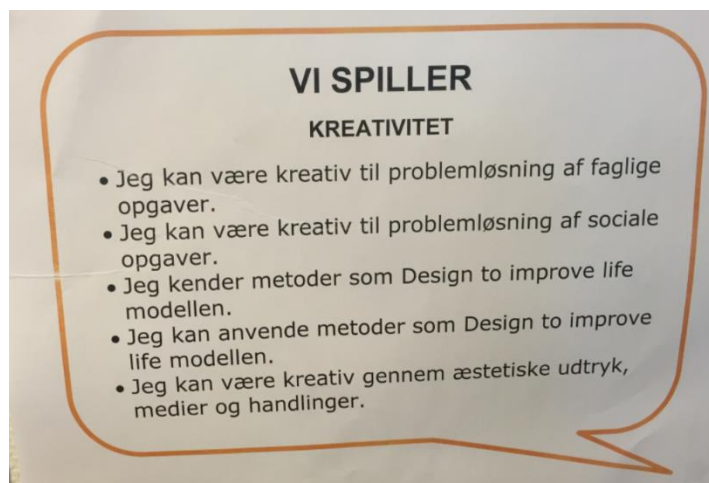 VI SPILLER
KREATIVITET
• Jeg kan være kreativ til problemløsning af faglige
opgaver.
• Jeg kan være kreativ til problemløsning af sociale
opgaver.
• Jeg kender metoder som Design to improve life
modellen.
• Jeg kan anvende metoder som Design to improve
life modellen.
• Jeg kan være kreativ gennem æstetiske udtryk,
medier og handlinger.